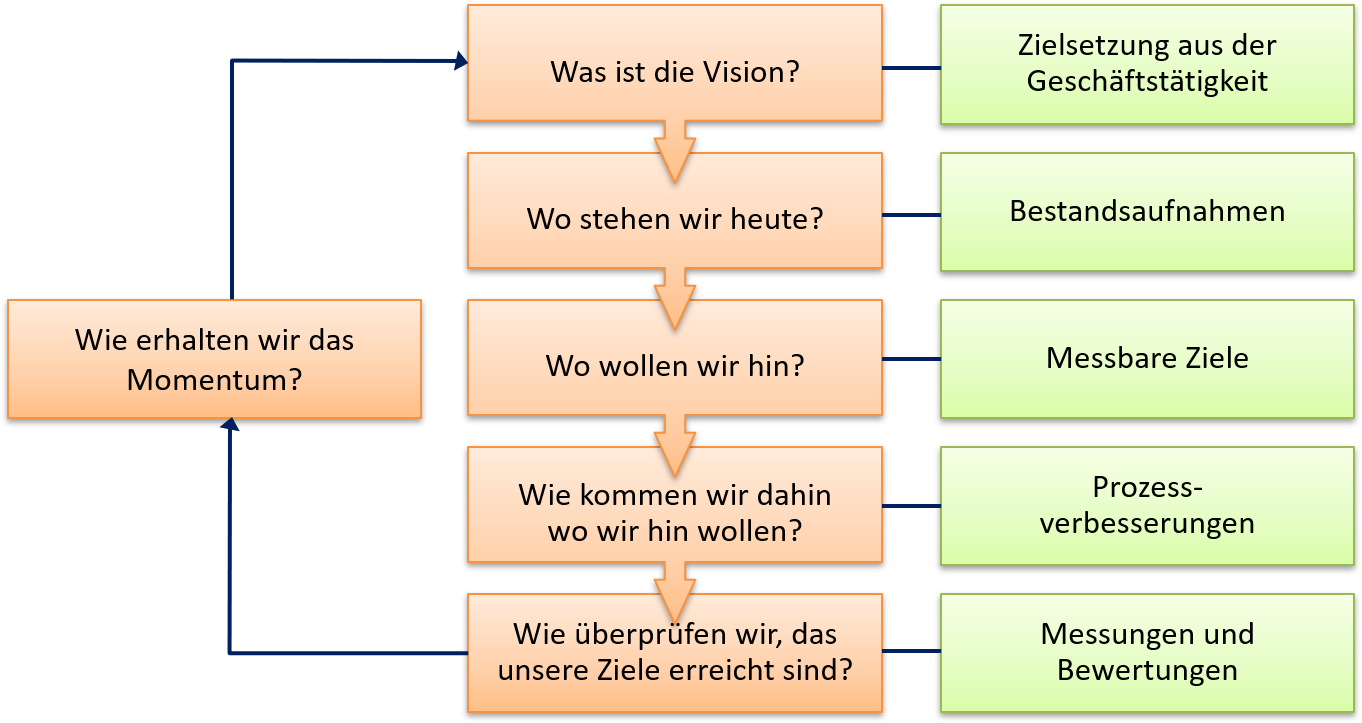 Was ist die Vision?
Zielsetzung aus der
Geschäftstätigkeit
Wo stehen wir heute?
Bestandsaufnahmen
Wie erhalten wir das
Momentum?
Wo wollen wir hin?
Messbare Ziele
Wie kommen wir dahin
wo wir hin wollen?
Prozess-
verbesserungen
Wie überprüfen wir, das
unsere Ziele erreicht sind?
Messungen und
Bewertungen